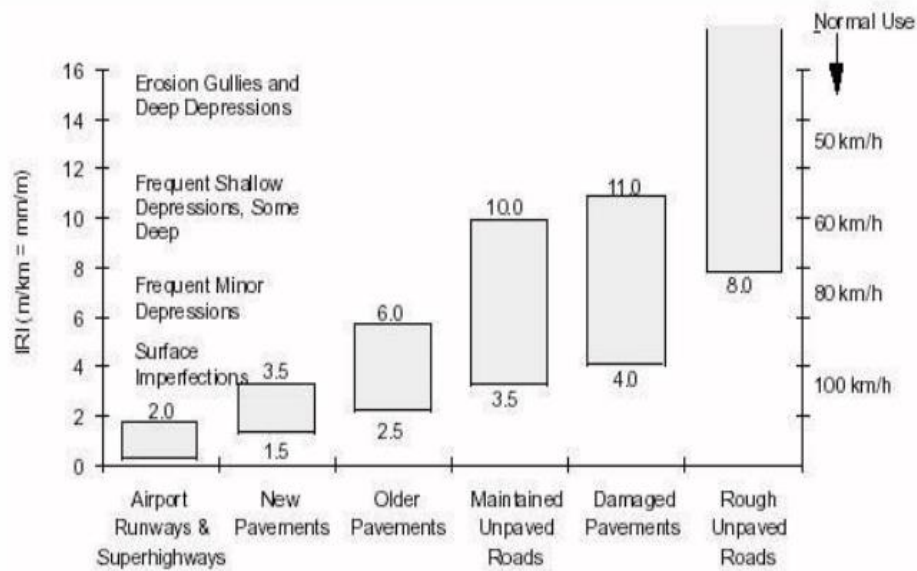 Normal Use
IRI (m/km = mm/m)
16
14
12
10
8
6
4
2
0
Erosion Gullies and
Deep Depressions
Frequent Shallow
Depressions, Some
Deep
Frequent Minor
Depressions
Surface
Imperfections
2.0
3.5
1.5
6.0
2.5
10.0
3.5
11.0
4.0
8.0
50 km/h
60 km/h
80 km/h
100 km/h
Airport
Runways &
Superhighways
New
Pavements
Older
Pavements
Maintained
Unpaved
Roads
Damaged
Pavements
Rough
Unpaved
Roads